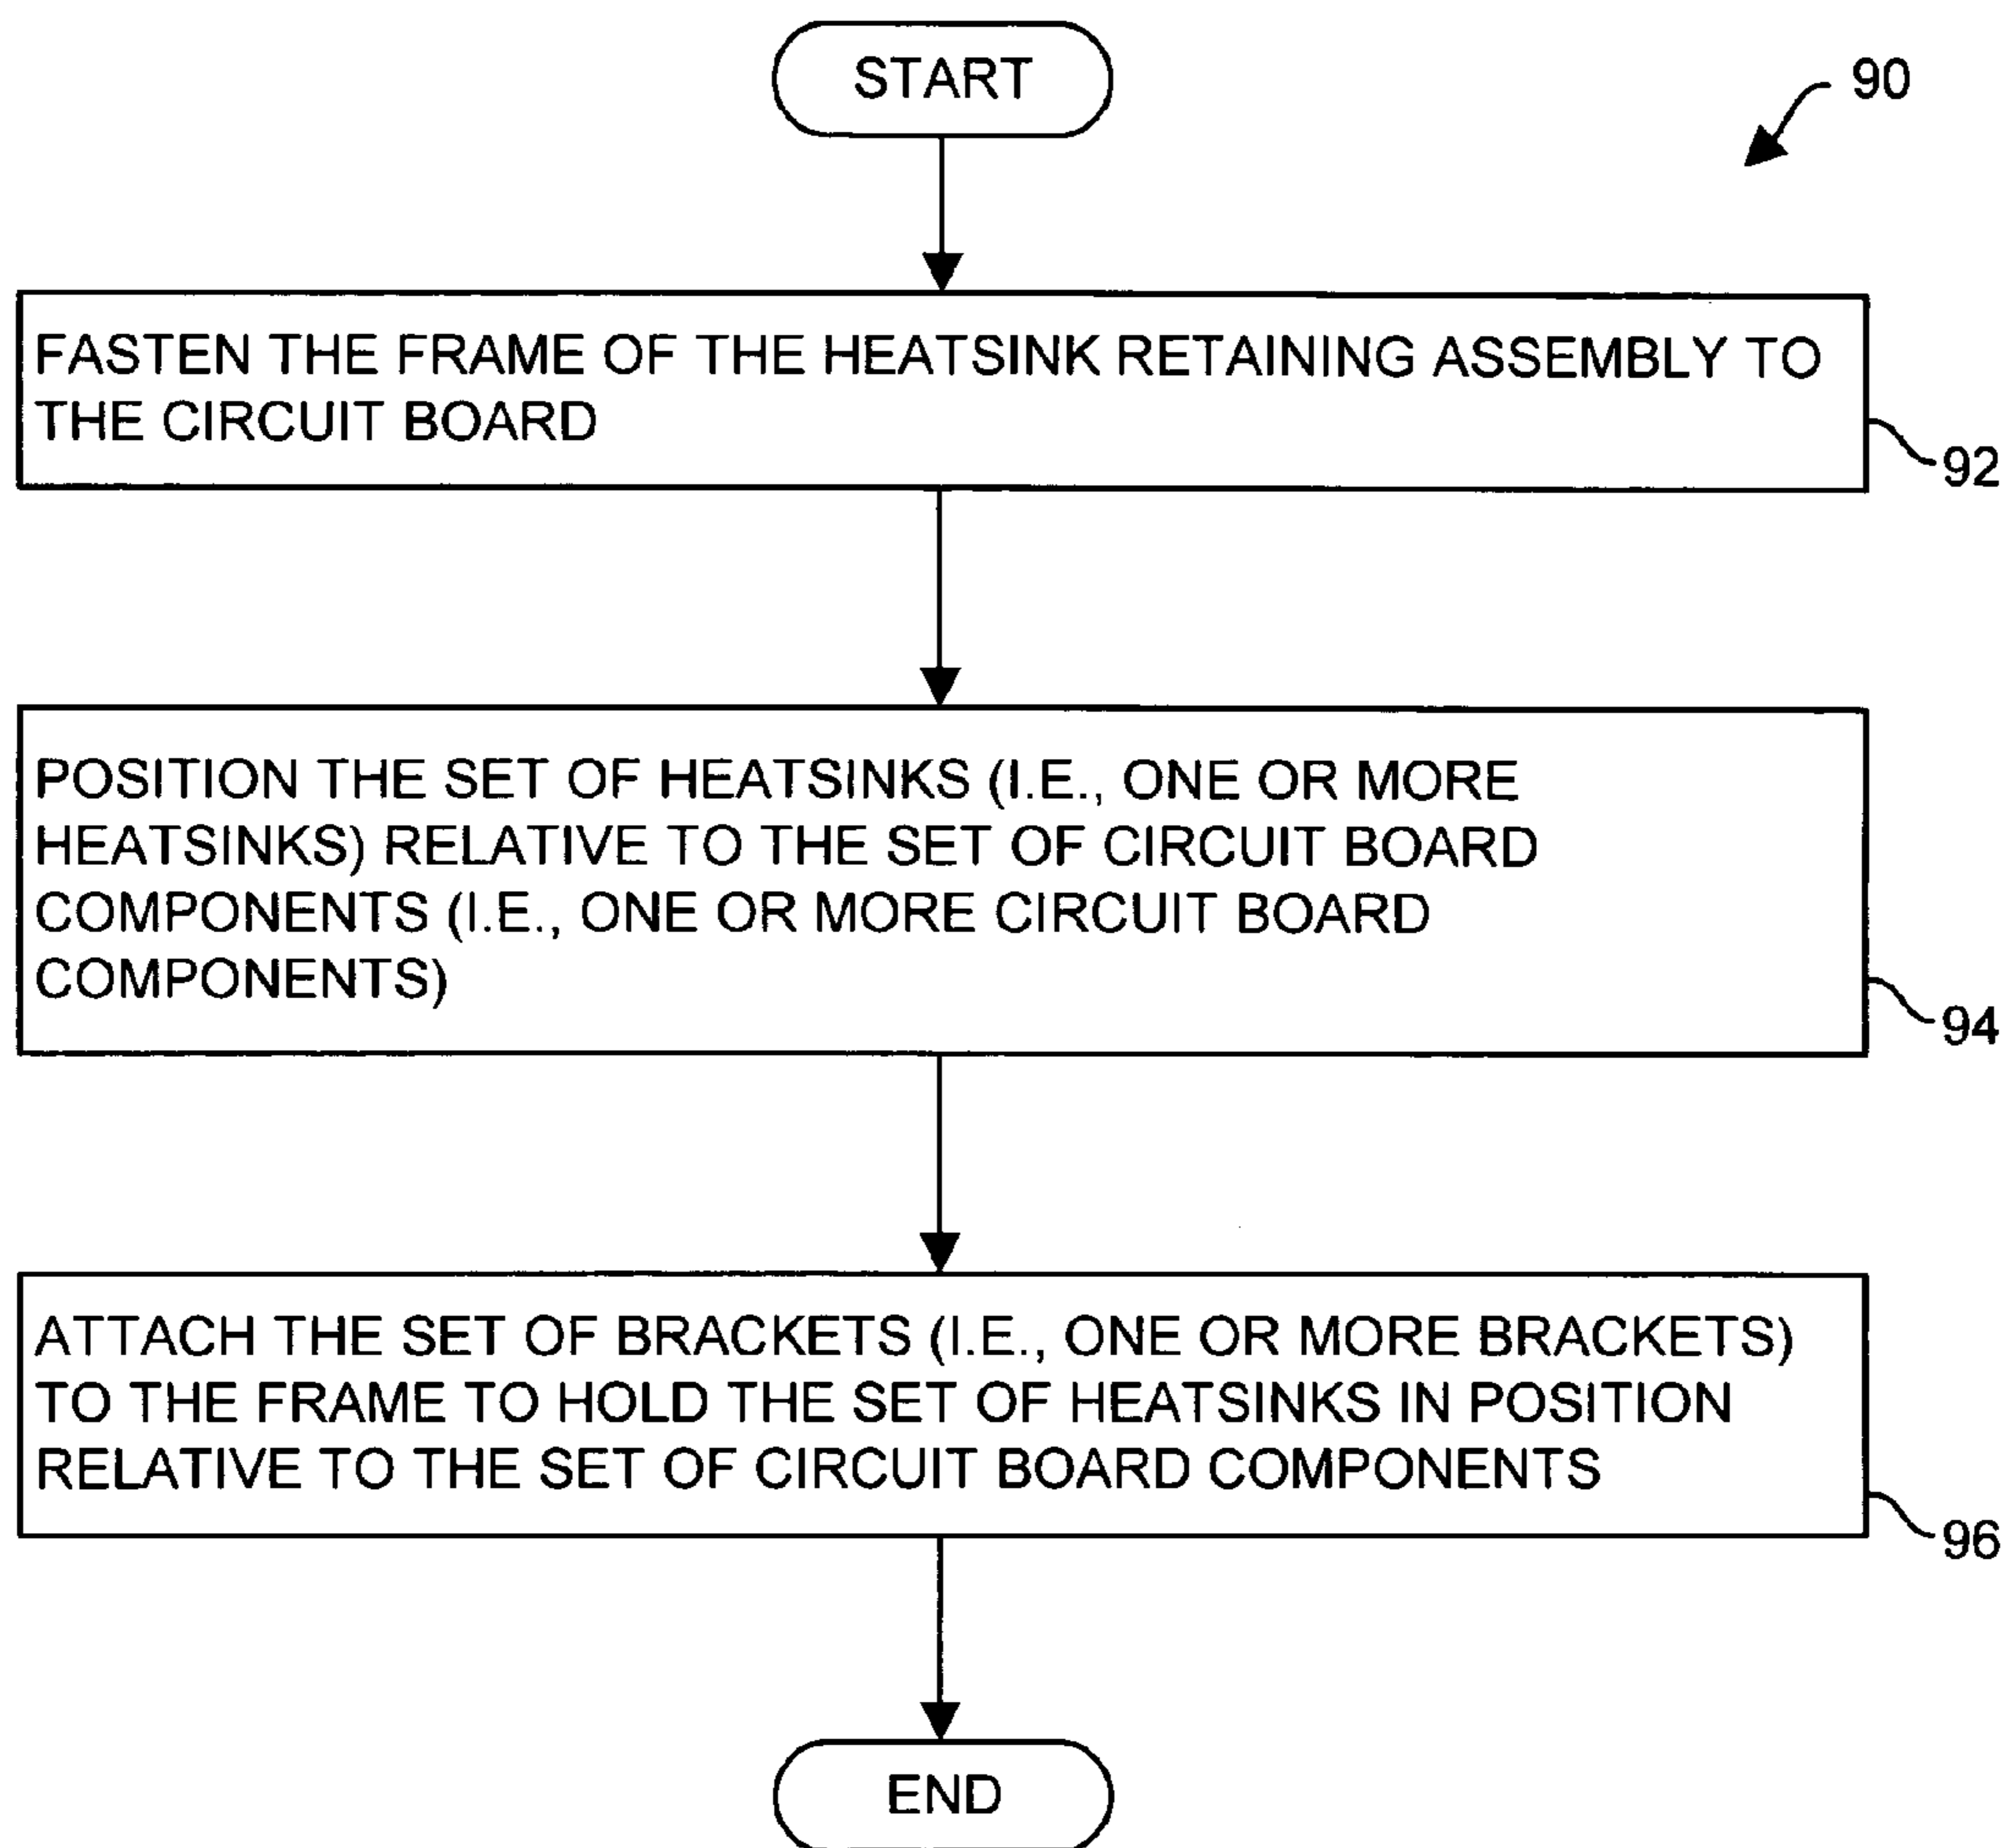 START
90
FASTEN THE FRAME OF THE HEATSINK RETAINING ASSEMBLY TO
THE CIRCUIT BOARD
92
POSITION THE SET OF HEATSINKS (I.E., ONE OR MORE
HEATSINKS) RELATIVE TO THE SET OF CIRCUIT BOARD
COMPONENTS (I.E., ONE OR MORE CIRCUIT BOARD
COMPONENTS)
94
ATTACH THE SET OF BRACKETS (I.E., ONE OR MORE BRACKETS)
TO THE FRAME TO HOLD THE SET OF HEATSINKS IN POSITION
RELATIVE TO THE SET OF CIRCUIT BOARD COMPONENTS
96
END